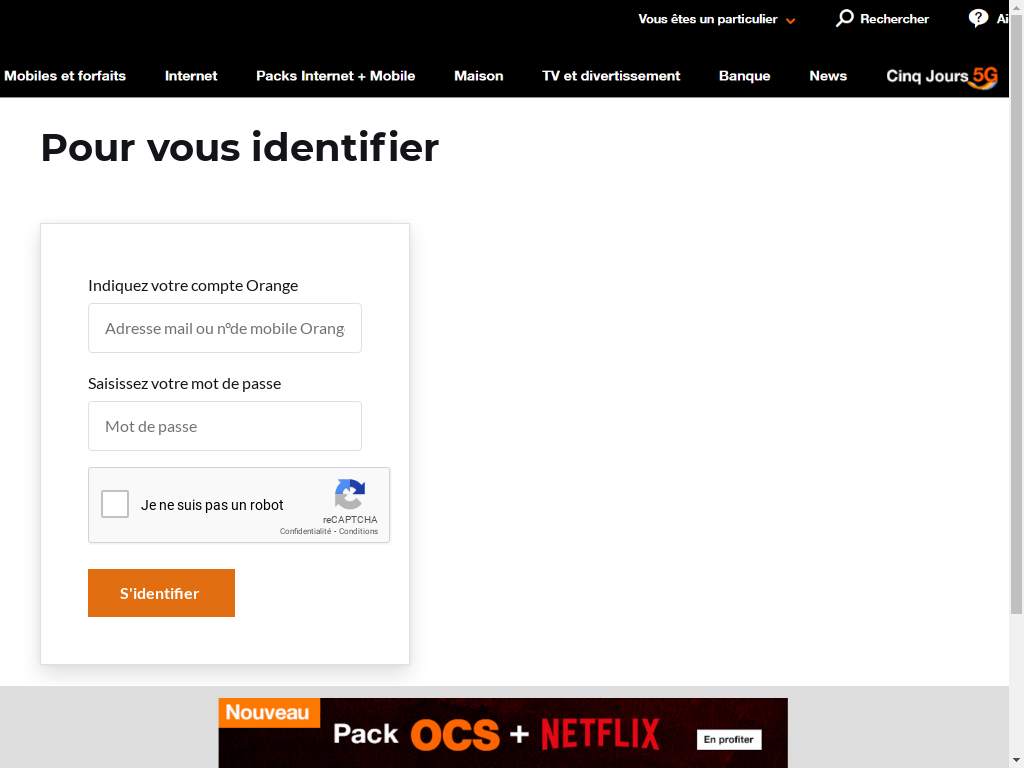 Vous êtes un particulier
Rechercher
Mobiles et forfaits
Internet
Packs Internet + Mobile
Maison
TV et divertissement
Banque
News
Cinq Jours 5G
Pour vous identifier
Indiquez votre compte Orange
Adresse mail ou n°de mobile Orang
Saisissez votre mot de passe
Mot de passe
Je ne suis pas un robot
reCAPTCHA
Confidentialité - Conditions
S'identifier
Nouveau
Pack OCS + NETFLIX
En profiter